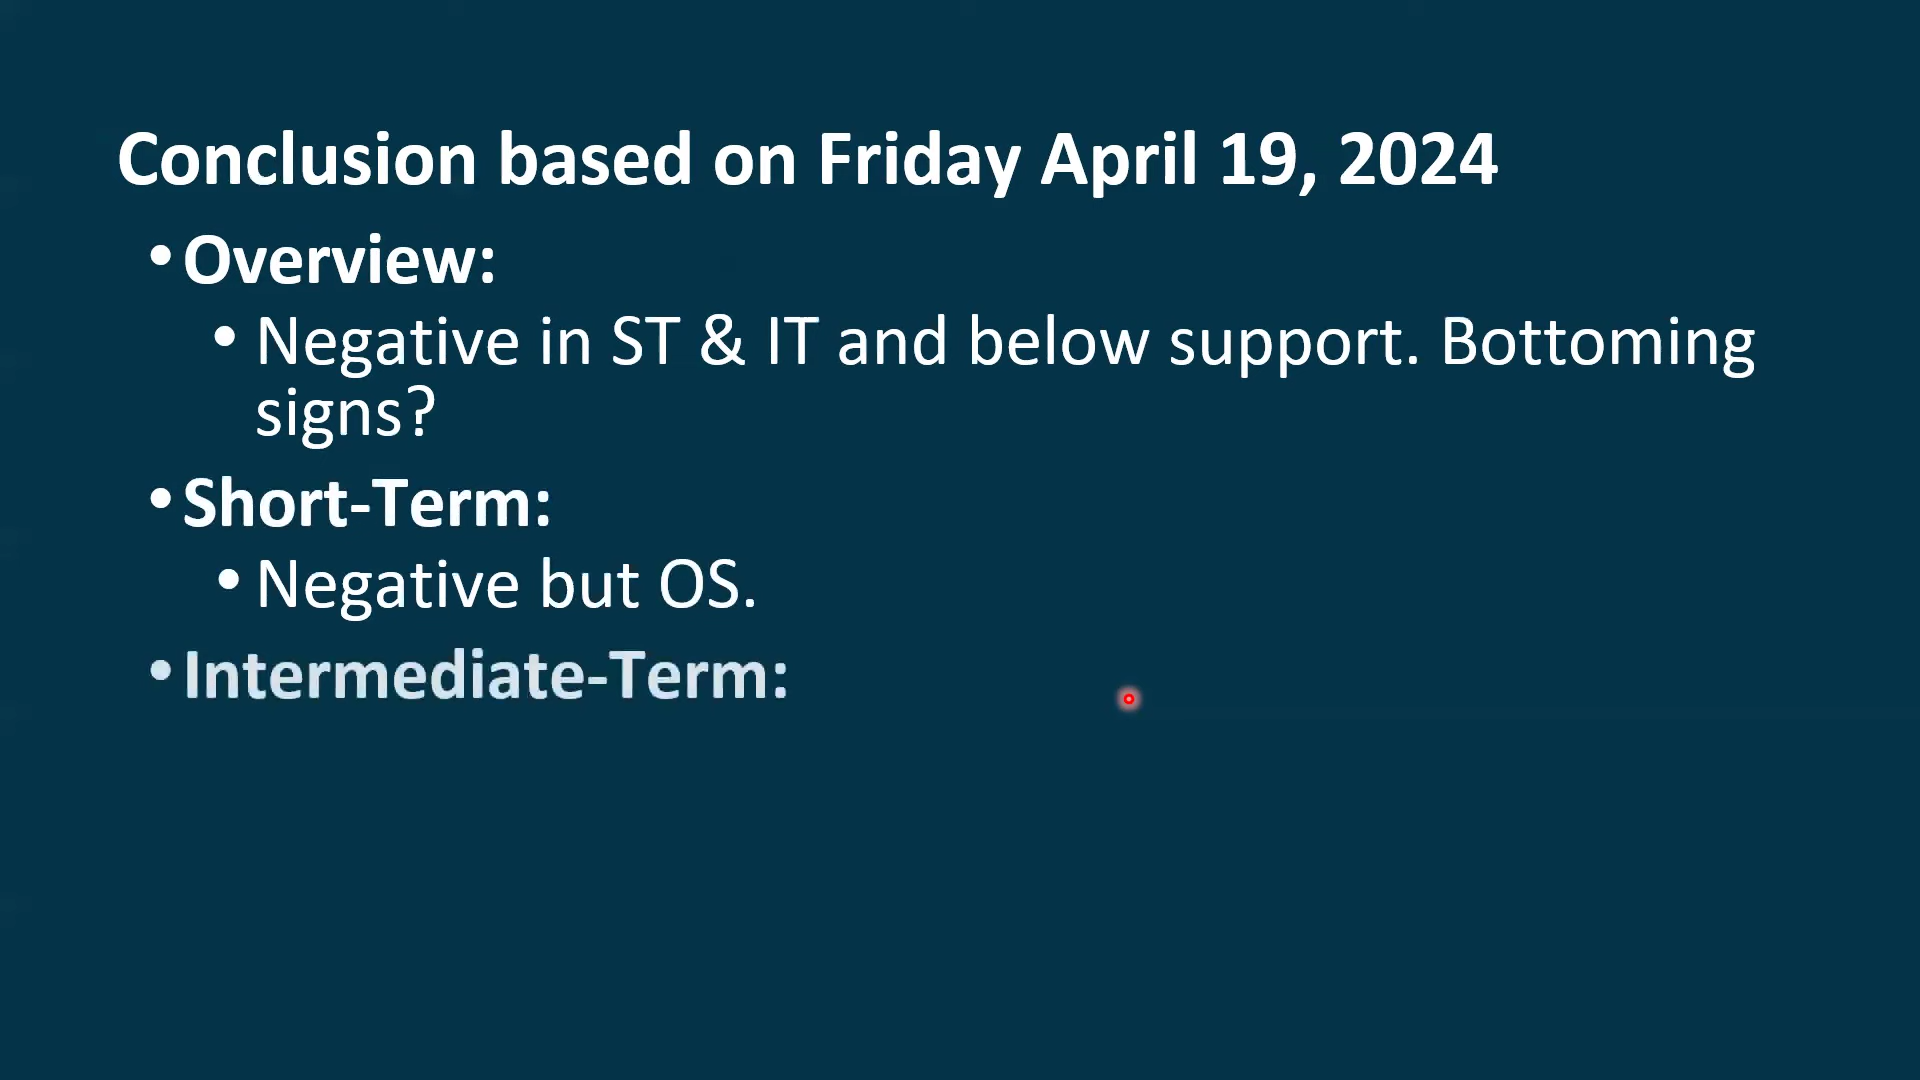 Conclusion based on Friday April 19, 2024
• Overview:
• Negative in ST & IT and below support. Bottoming
signs?
• Short-Term:
• Negative but OS.
• Intermediate-Term: